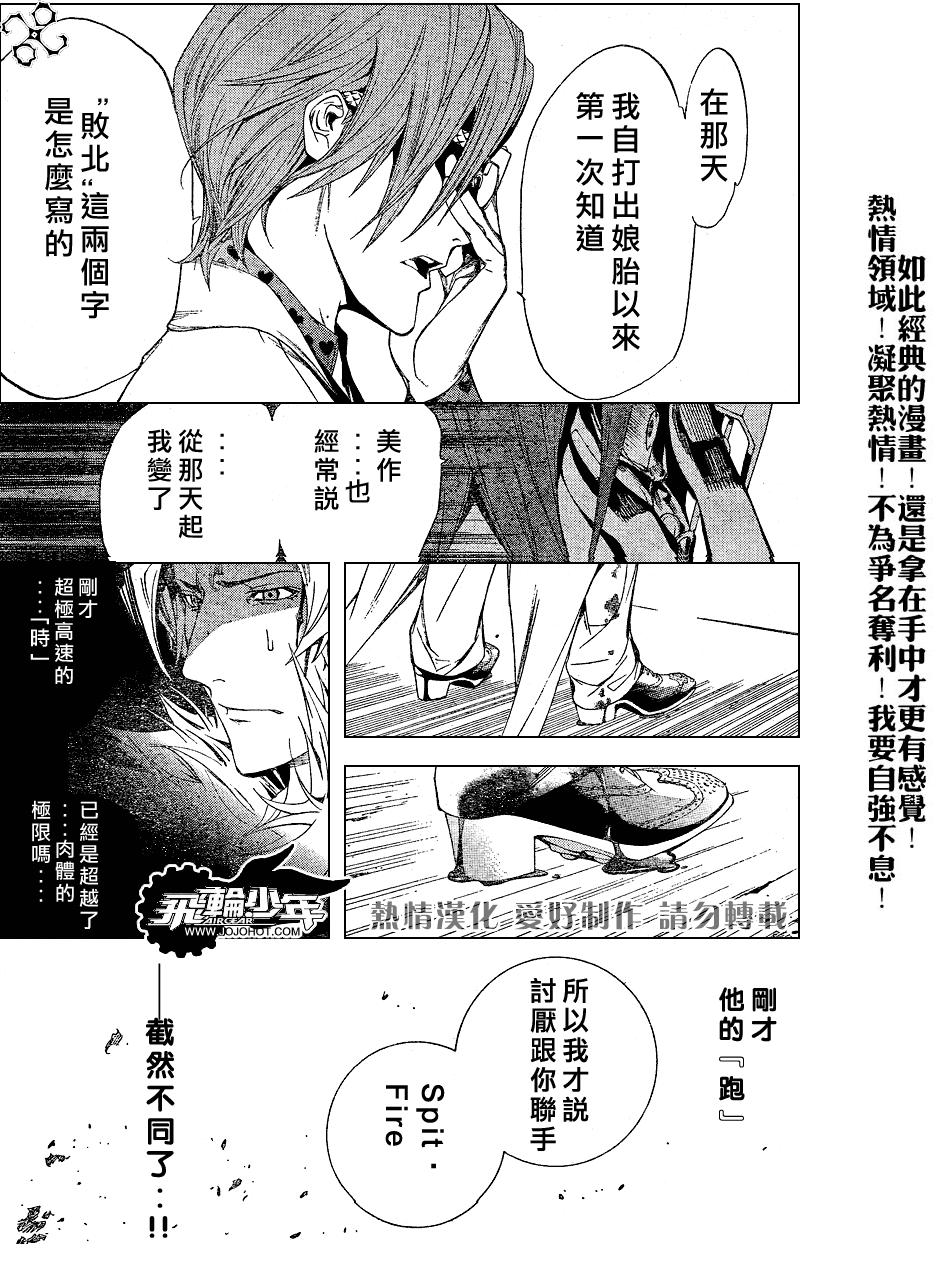 在那天
我自打出娘胎以來
第一次知道
”敗北“這兩個字
是怎麼寫的
美作
‥‥也
經常説
‥‥
從那天起
我變了
剛才
超極高速的
‥‥「時」
已經是超越了
‥‥肉體的
極限嗎‥‥
飛輪少年
AIRGEAR
WWW.JOJOHOT.COM
熱情漢化 愛好制作 請勿轉載
剛才
他的『跑』
所以我才説
討厭跟你聯手
Spit・
Fire
——截然不同了‥‥!!
如此經典的漫畫！還是拿在手中才更有感覺！
熱情領域！凝聚熱情！不為爭名奪利！我要自強不息！